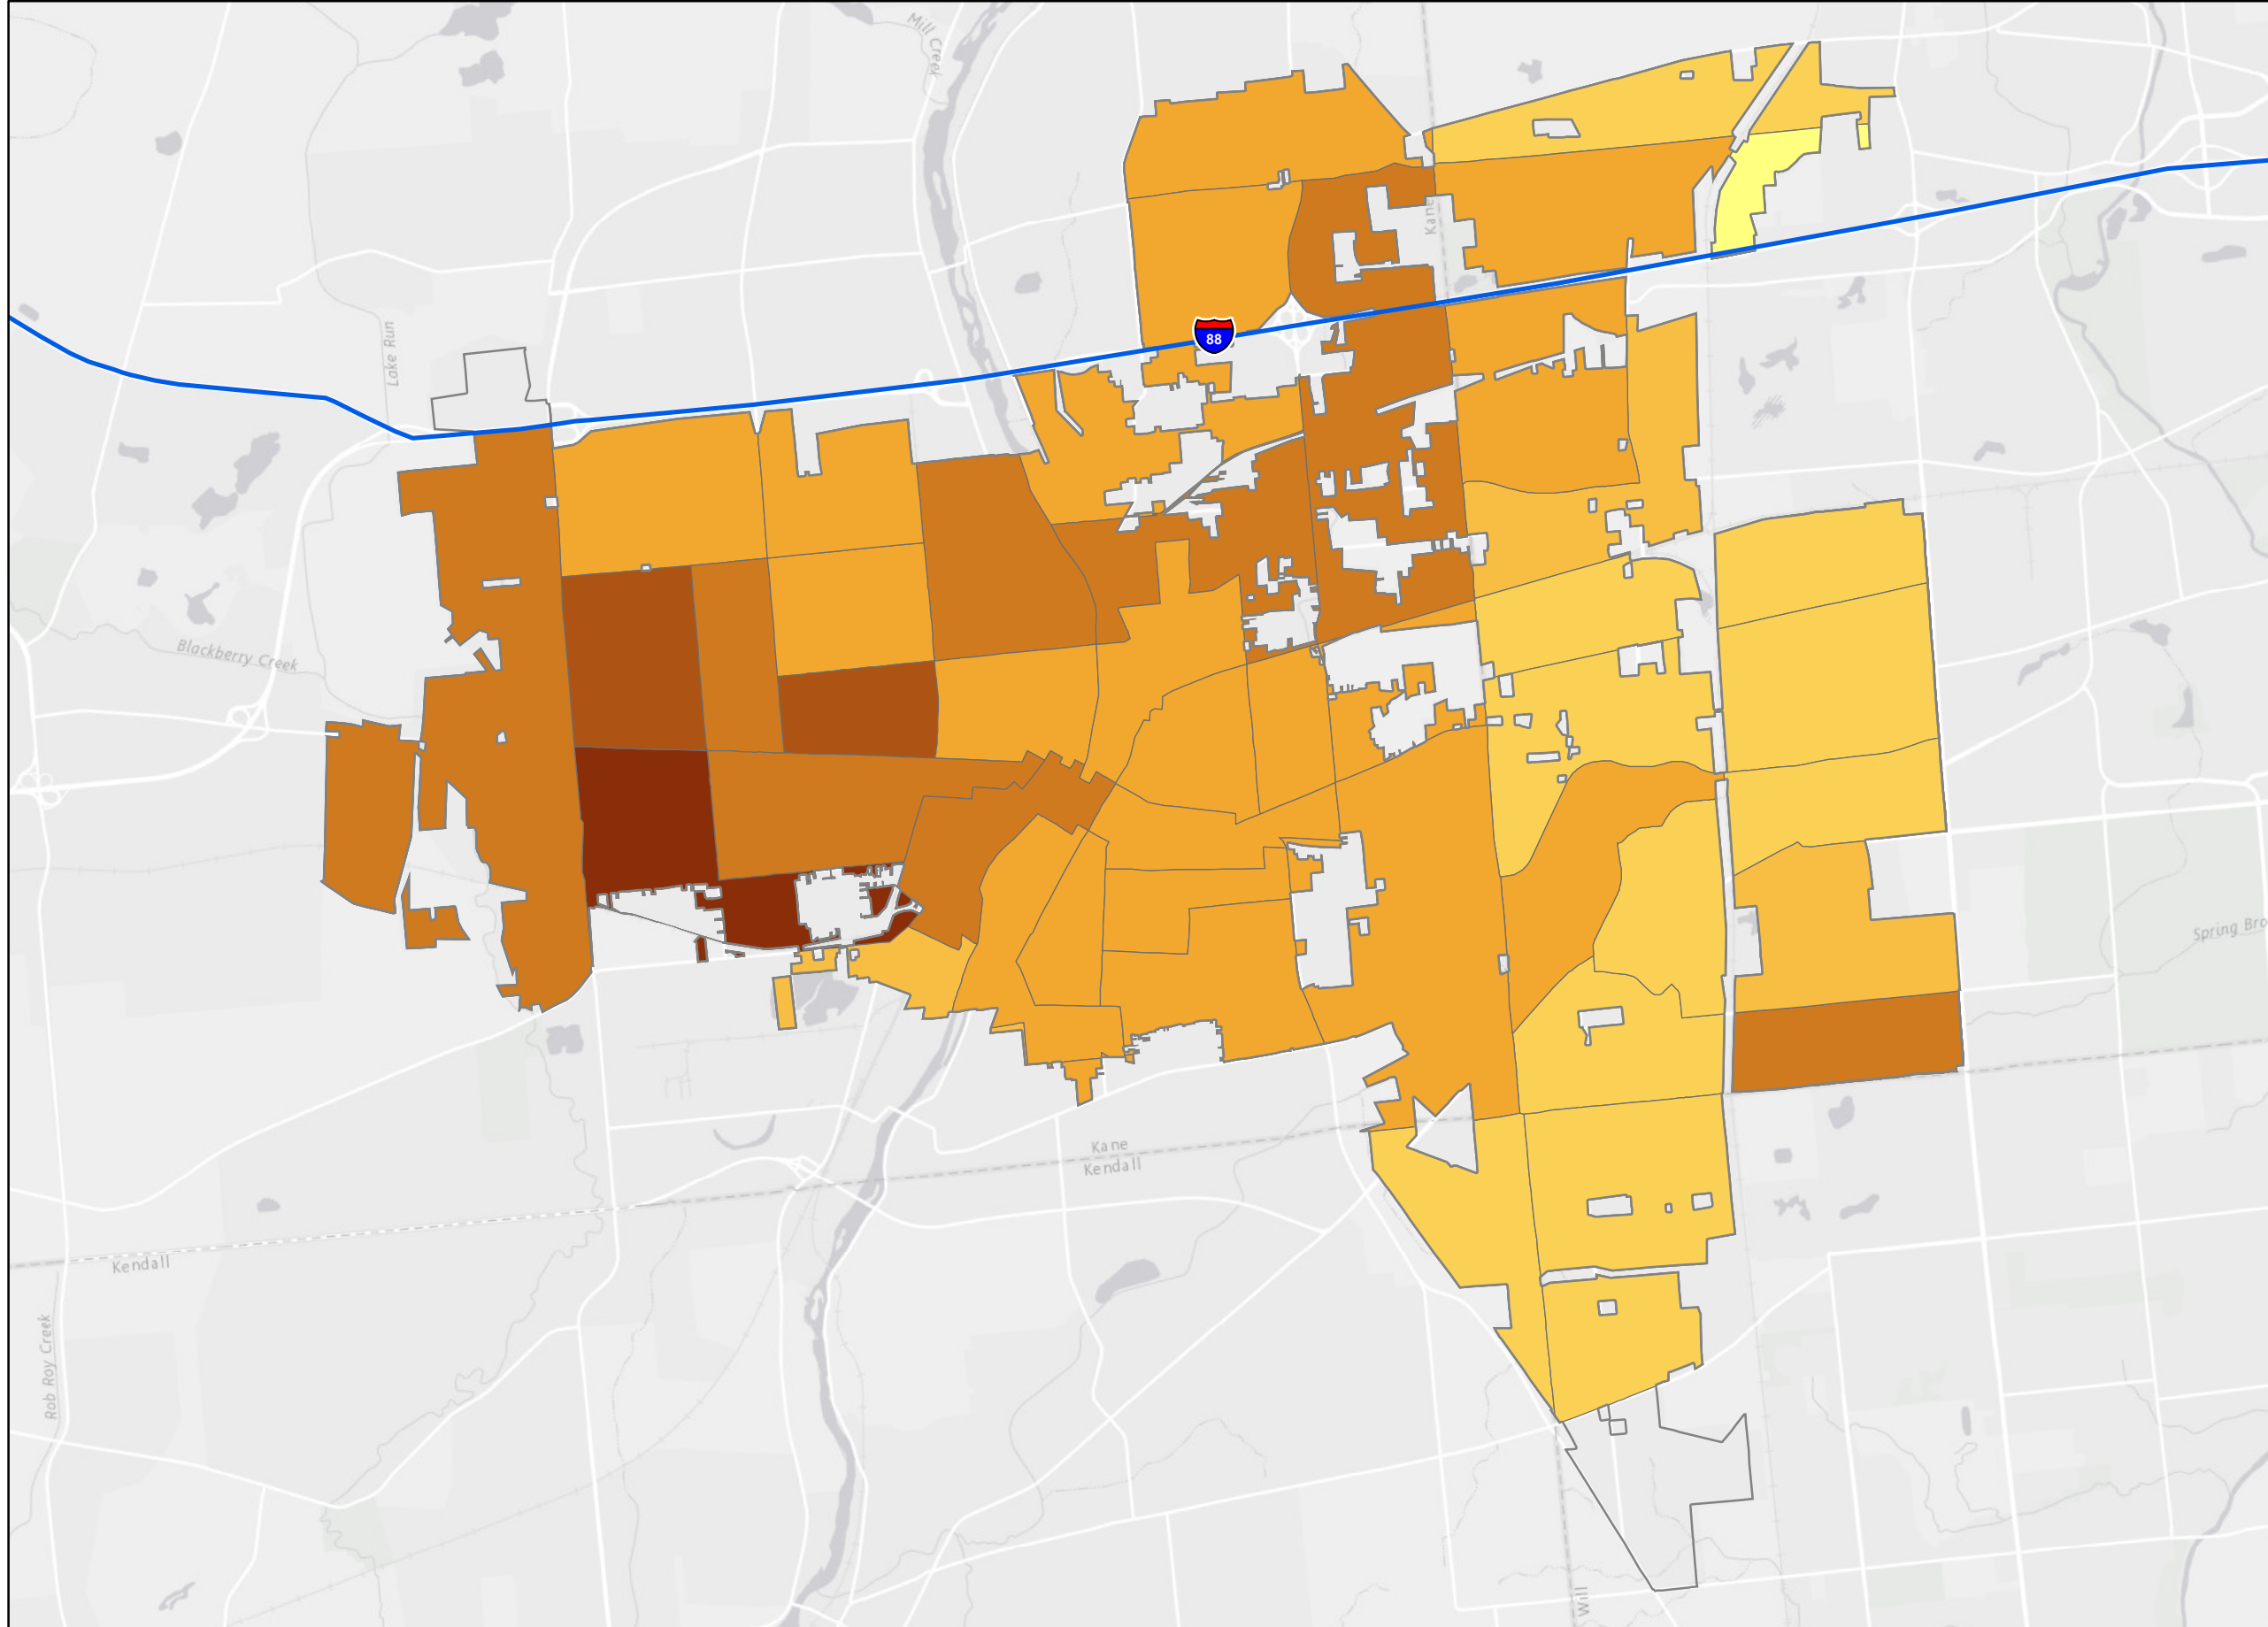 Mill Creek
Kane
88
Lake Run
Blackberry Creek
Spring Bro
Kane
Kendall
Kendall
Rob Roy Creek
Will